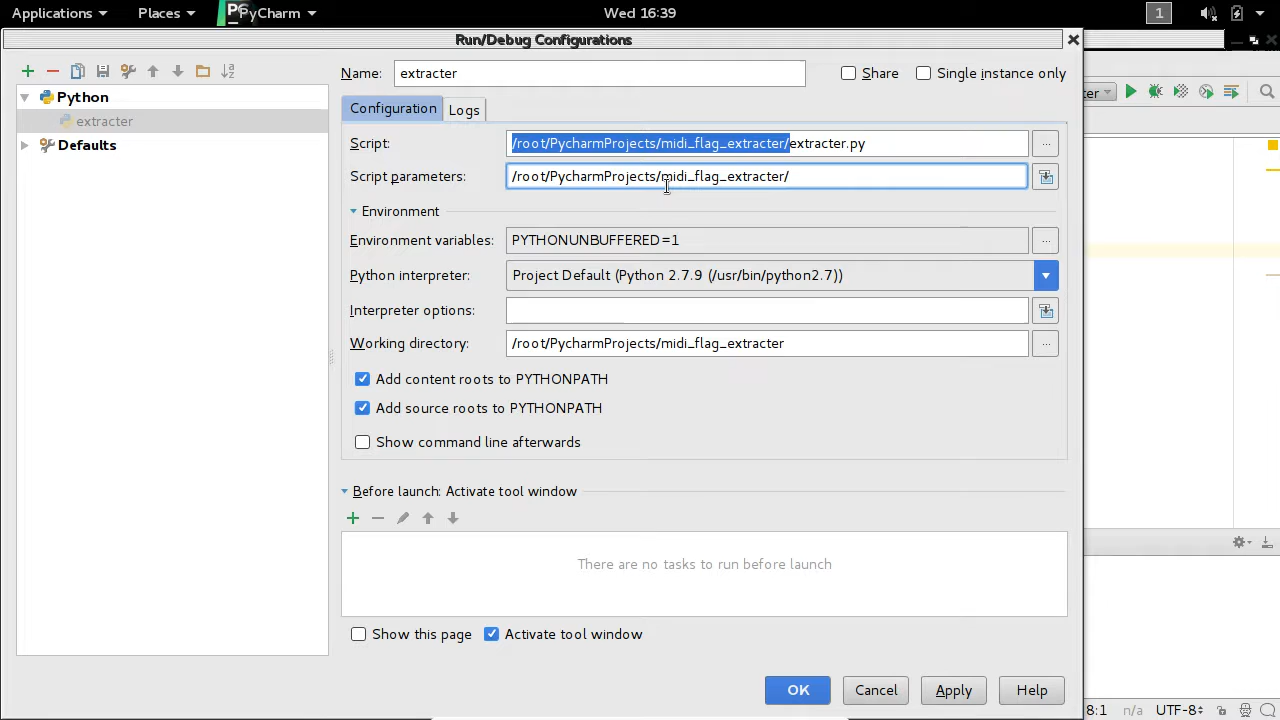 Applications Places PyCharm Wed 16:39 1
Run/Debug Configurations
Name: extracter Share Single instance only
Python
extracter
Defaults
Configuration Logs
Script: /root/PycharmProjects/midi_flag_extracter/extracter.py ...
Script parameters: /root/PycharmProjects/midi_flag_extracter/
Environment
Environment variables: PYTHONUNBUFFERED=1 ...
Python interpreter: Project Default (Python 2.7.9 (/usr/bin/python2.7))
Interpreter options:
Working directory: /root/PycharmProjects/midi_flag_extracter ...
Add content roots to PYTHONPATH
Add source roots to PYTHONPATH
Show command line afterwards
Before launch: Activate tool window
There are no tasks to run before launch
Show this page Activate tool window
OK Cancel Apply Help
ter
8:1 n/a UTF-8